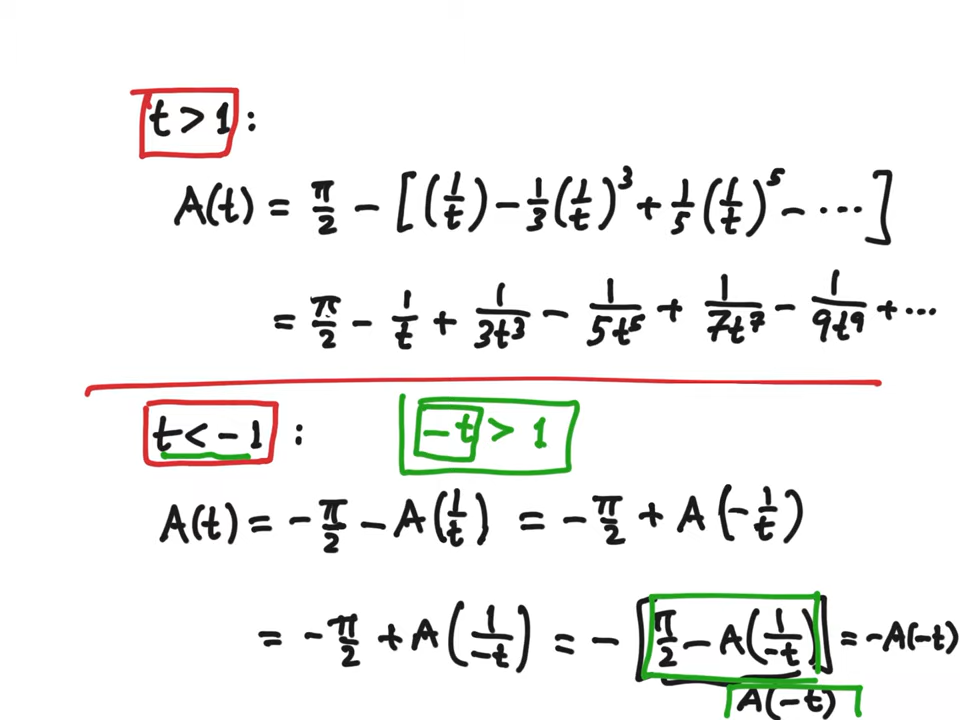 t > 1 :
A(t) = π/2 − [(1/t) − 1/3 (1/t)^3 + 1/5 (1/t)^5 − ⋯]
= π/2 − 1/t + 1/(3t^3) − 1/(5t^5) + 1/(7t^7) − 1/(9t^9) + ⋯
t < −1 : −t > 1
A(t) = −π/2 − A(1/t) = −π/2 + A(−1/t)
= −π/2 + A(1/−t) = −[π/2 − A(1/−t)] = −A(−t)
A(−t)